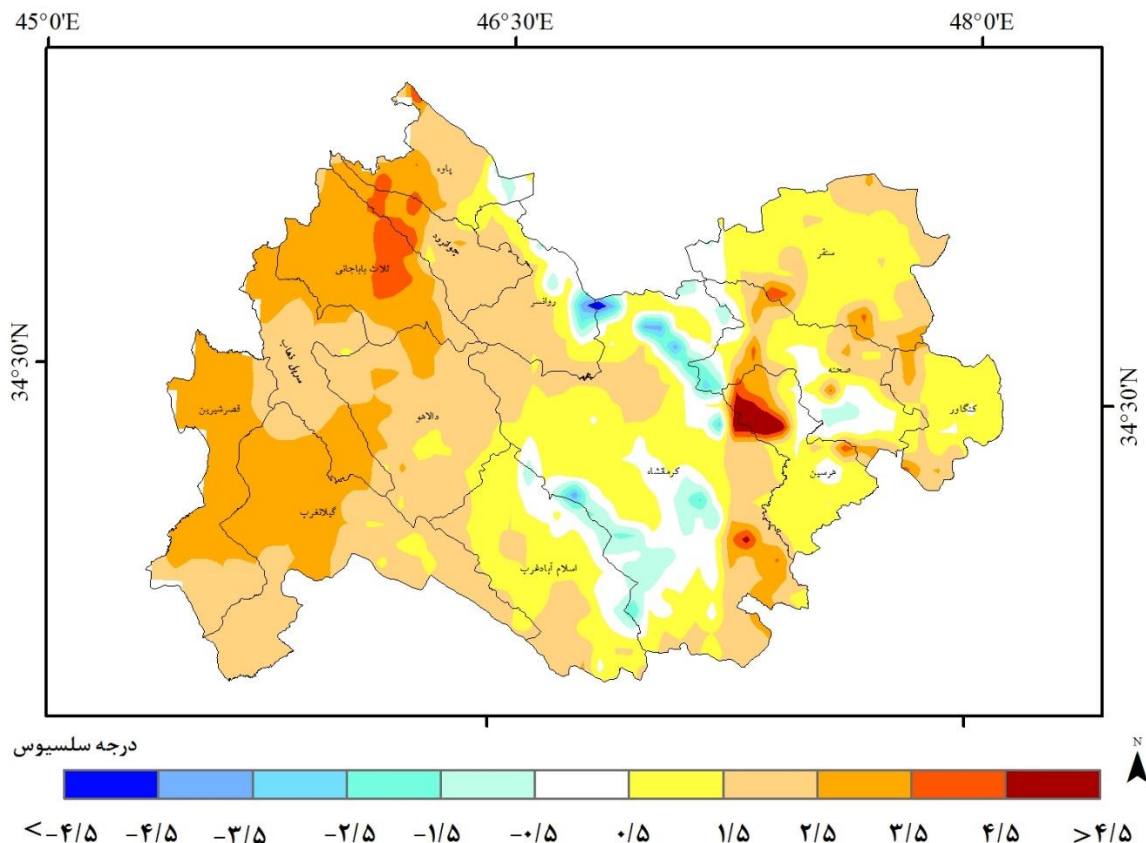 45°0'E 46°30'E 48°0'E
34°30'N
34°30'N
پاوه
جوانرود
ثلاث باباجانی
روانسر
سنقر
صحنه
کنگاور
سرپل ذهاب
قصرشیرین
دالاهو
کرمانشاه
هرسین
گیلانغرب
اسلام آبادغرب
درجه سلسیوس
N
<-۴/۵ -۴/۵ -۳/۵ -۲/۵ -۱/۵ -۰/۵ ۰/۵ ۱/۵ ۲/۵ ۳/۵ ۴/۵ >۴/۵